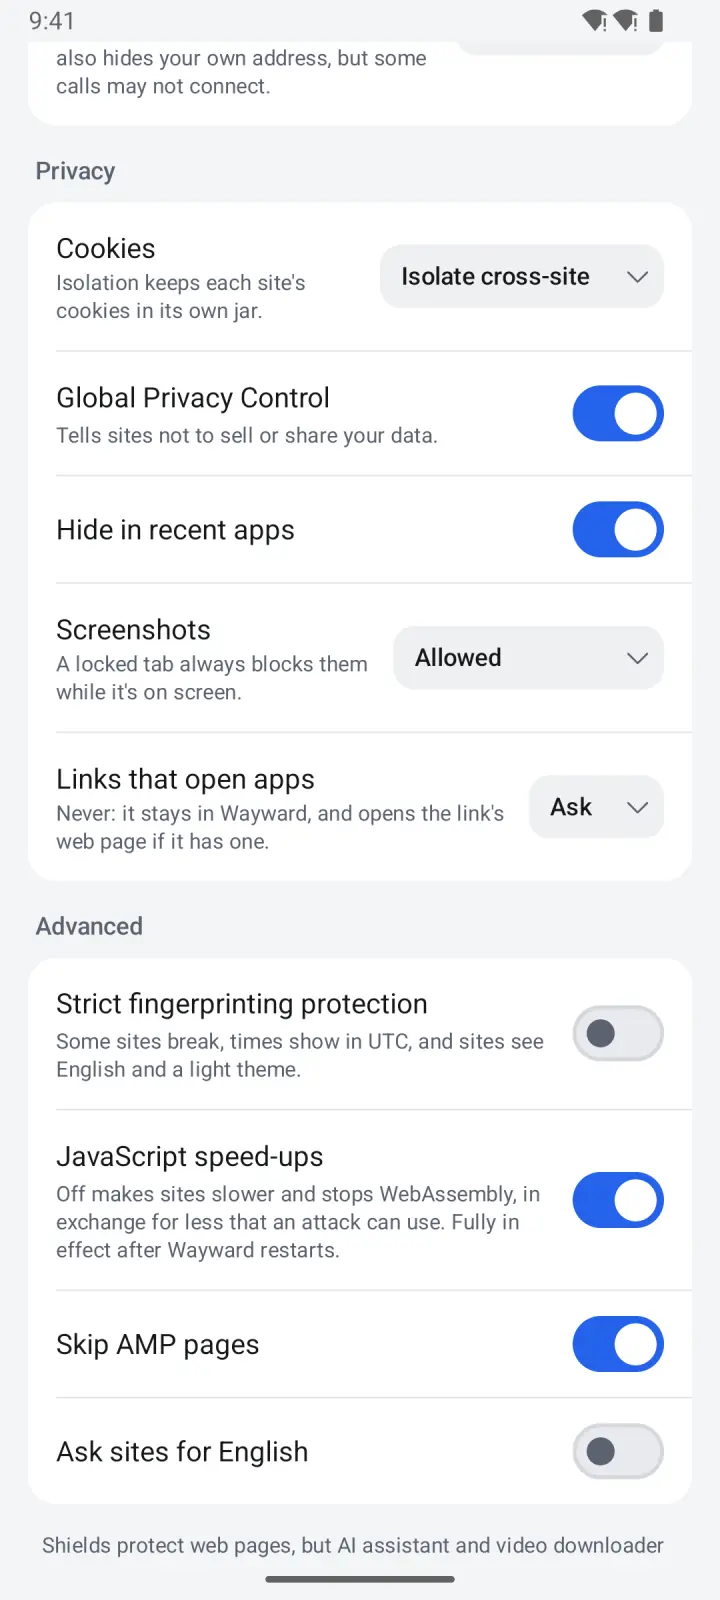 9:41
also hides your own address, but some
calls may not connect.
Privacy
Cookies
Isolation keeps each site's
cookies in its own jar.
Isolate cross-site
Global Privacy Control
Tells sites not to sell or share your data.
Hide in recent apps
Screenshots
A locked tab always blocks them
while it's on screen.
Allowed
Links that open apps
Never: it stays in Wayward, and opens the link's
web page if it has one.
Ask
Advanced
Strict fingerprinting protection
Some sites break, times show in UTC, and sites see
English and a light theme.
JavaScript speed-ups
Off makes sites slower and stops WebAssembly, in
exchange for less that an attack can use. Fully in
effect after Wayward restarts.
Skip AMP pages
Ask sites for English
Shields protect web pages, but AI assistant and video downloader